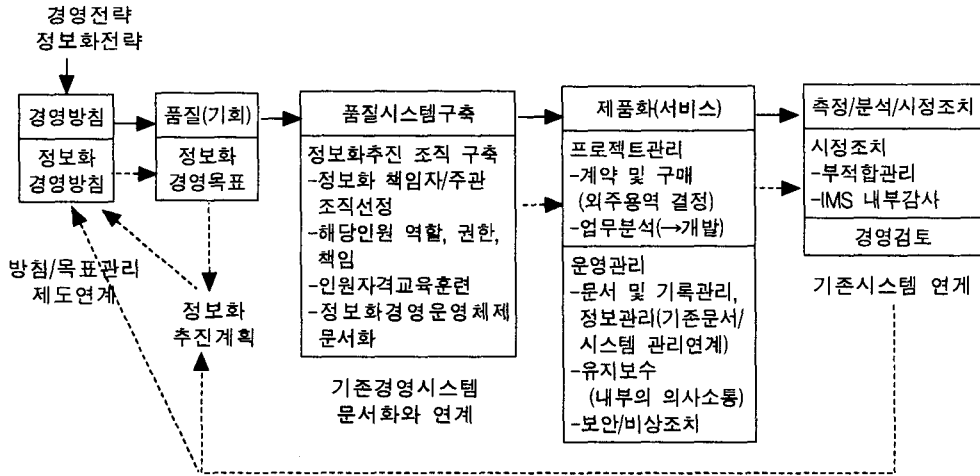 경영전략
정보화전략
경영방침
정보화
경영방침
품질(기회)
정보화
경영목표
방침/목표관리
제도연계
정보화
추진계획
품질시스템구축
정보화추진 조직 구축
-정보화 책임자/주관
조직선정
-해당인원 역할, 권한,
책임
-인원자격교육훈련
-정보화경영운영체제
문서화
기존경영시스템
문서화와 연계
제품화(서비스)
프로젝트관리
-계약 및 구매
(외주용역 결정)
-업무분석(→개발)
운영관리
-문서 및 기록관리,
정보관리(기존문서/
시스템 관리연계)
-유지보수
(내부의 의사소통)
-보안/비상조치
측정/분석/시정조치
시정조치
-부적합관리
-IMS 내부감사
경영검토
기존시스템 연게